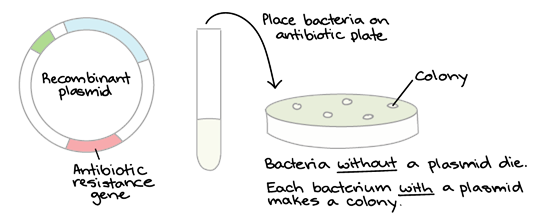 Recombinant
plasmid
Antibiotic
resistance
gene
Place bacteria on
antibiotic plate
Colony
Bacteria without a plasmid die.
Each bacterium with a plasmid
makes a colony.